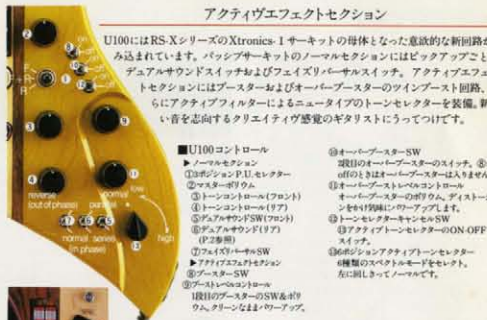 アクティヴエフェクトセクション
U100にはRS-XシリーズのXtronics-Iサーキットの母体となった意欲的な新回路が
み込まれています。パッシブサーキットのノーマルセクションにはピックアップごと
デュアルサウンドスイッチおよびフェイズリバーサルスイッチ。アクティブエフェ
トセクションにはブースターおよびオーバーブースターのツインブースト回路、
らにアクティブフィルターによるニュータイプのトーンセレクターを装備。新
い音を志向するクリエイティヴ感覚のギタリストにうってつけです。
■U100コントロール
▶ノーマルセクション
①3ポジションP.U.セレクター
②マスターボリウム
③トーンコントロール(フロント)
④トーンコントロール(リア)
⑤デュアルサウンドSW(フロント)
⑥デュアルサウンドSW(リア)
(P.2参照)
⑦フェイズリバーサルSW
▶アクティブエフェクトセクション
⑧ブースターSW
⑨ブーストレベルコントロール
1段目のブースターのSW&ボリ
ウム。クリーンなままパワーアップ。
⑩オーバーブースターSW
2段目のオーバーブースターのスイッチ。⑧
offのときはオーバーブースターは入りません
⑪オーバーブーストレベルコントロール
オーバーブースターのボリウム。ディストー
ンをかけ気味にパワーアップします。
⑫トーンセレクターキャンセルSW
⑬アクティブトーンセレクターのON-OFF
スイッチ。
⑬6ポジションアクティブトーンセレクター
6種類のスペクトルモードをセレクト。
左に回しきってノーマルです。
F
R
reverse
(out of phase)
normal
parallel
low
high
normal
series
(in phase)